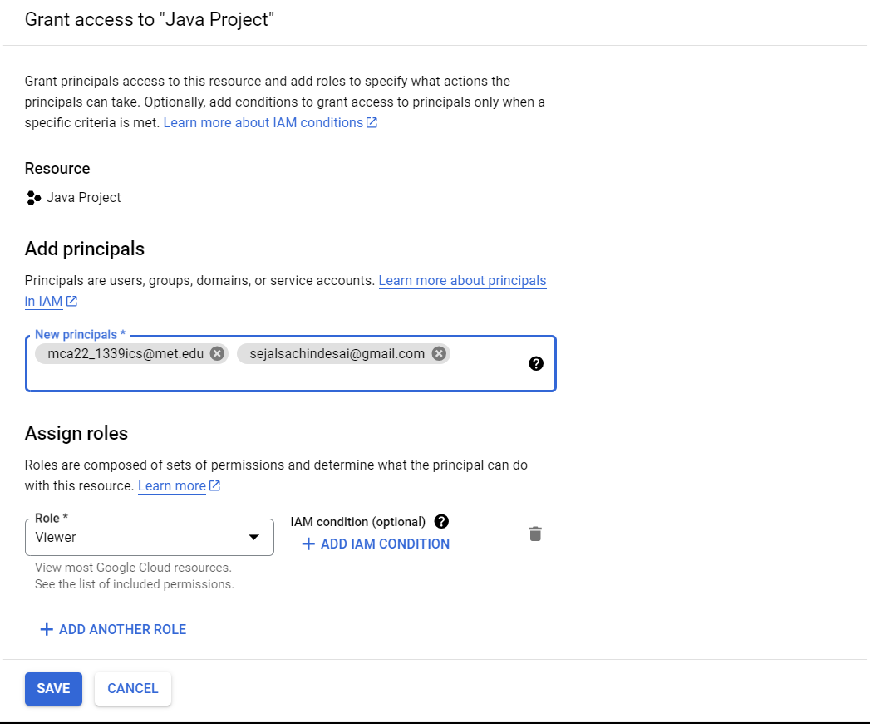 Grant access to "Java Project"
Grant principals access to this resource and add roles to specify what actions the
principals can take. Optionally, add conditions to grant access to principals only when a
specific criteria is met. Learn more about IAM conditions
Resource
Java Project
Add principals
Principals are users, groups, domains, or service accounts. Learn more about principals
in IAM
New principals *
mca22_1339ics@met.edu sejalsachindesai@gmail.com
Assign roles
Roles are composed of sets of permissions and determine what the principal can do
with this resource. Learn more
Role * IAM condition (optional)
Viewer + ADD IAM CONDITION
View most Google Cloud resources.
See the list of included permissions.
+ ADD ANOTHER ROLE
SAVE CANCEL